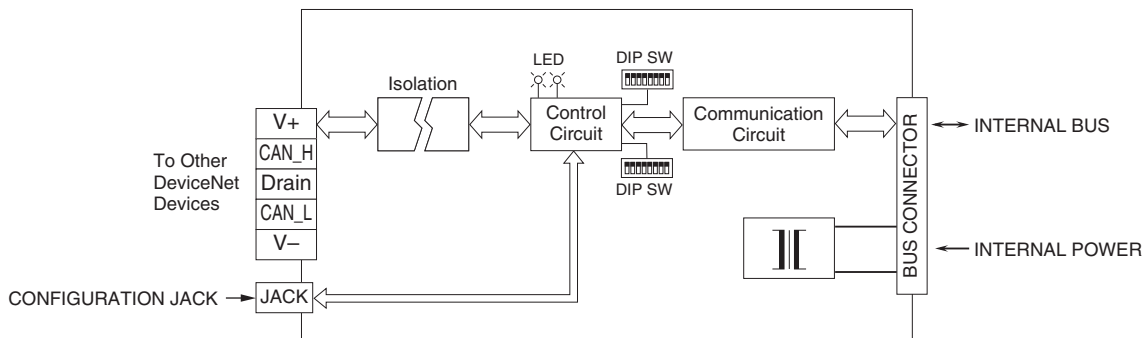 LED
DIP SW
Isolation
Control
Circuit
Communication
Circuit
DIP SW
To Other
DeviceNet
Devices
V+
CAN_H
Drain
CAN_L
V–
CONFIGURATION JACK
JACK
BUS CONNECTOR
INTERNAL BUS
INTERNAL POWER